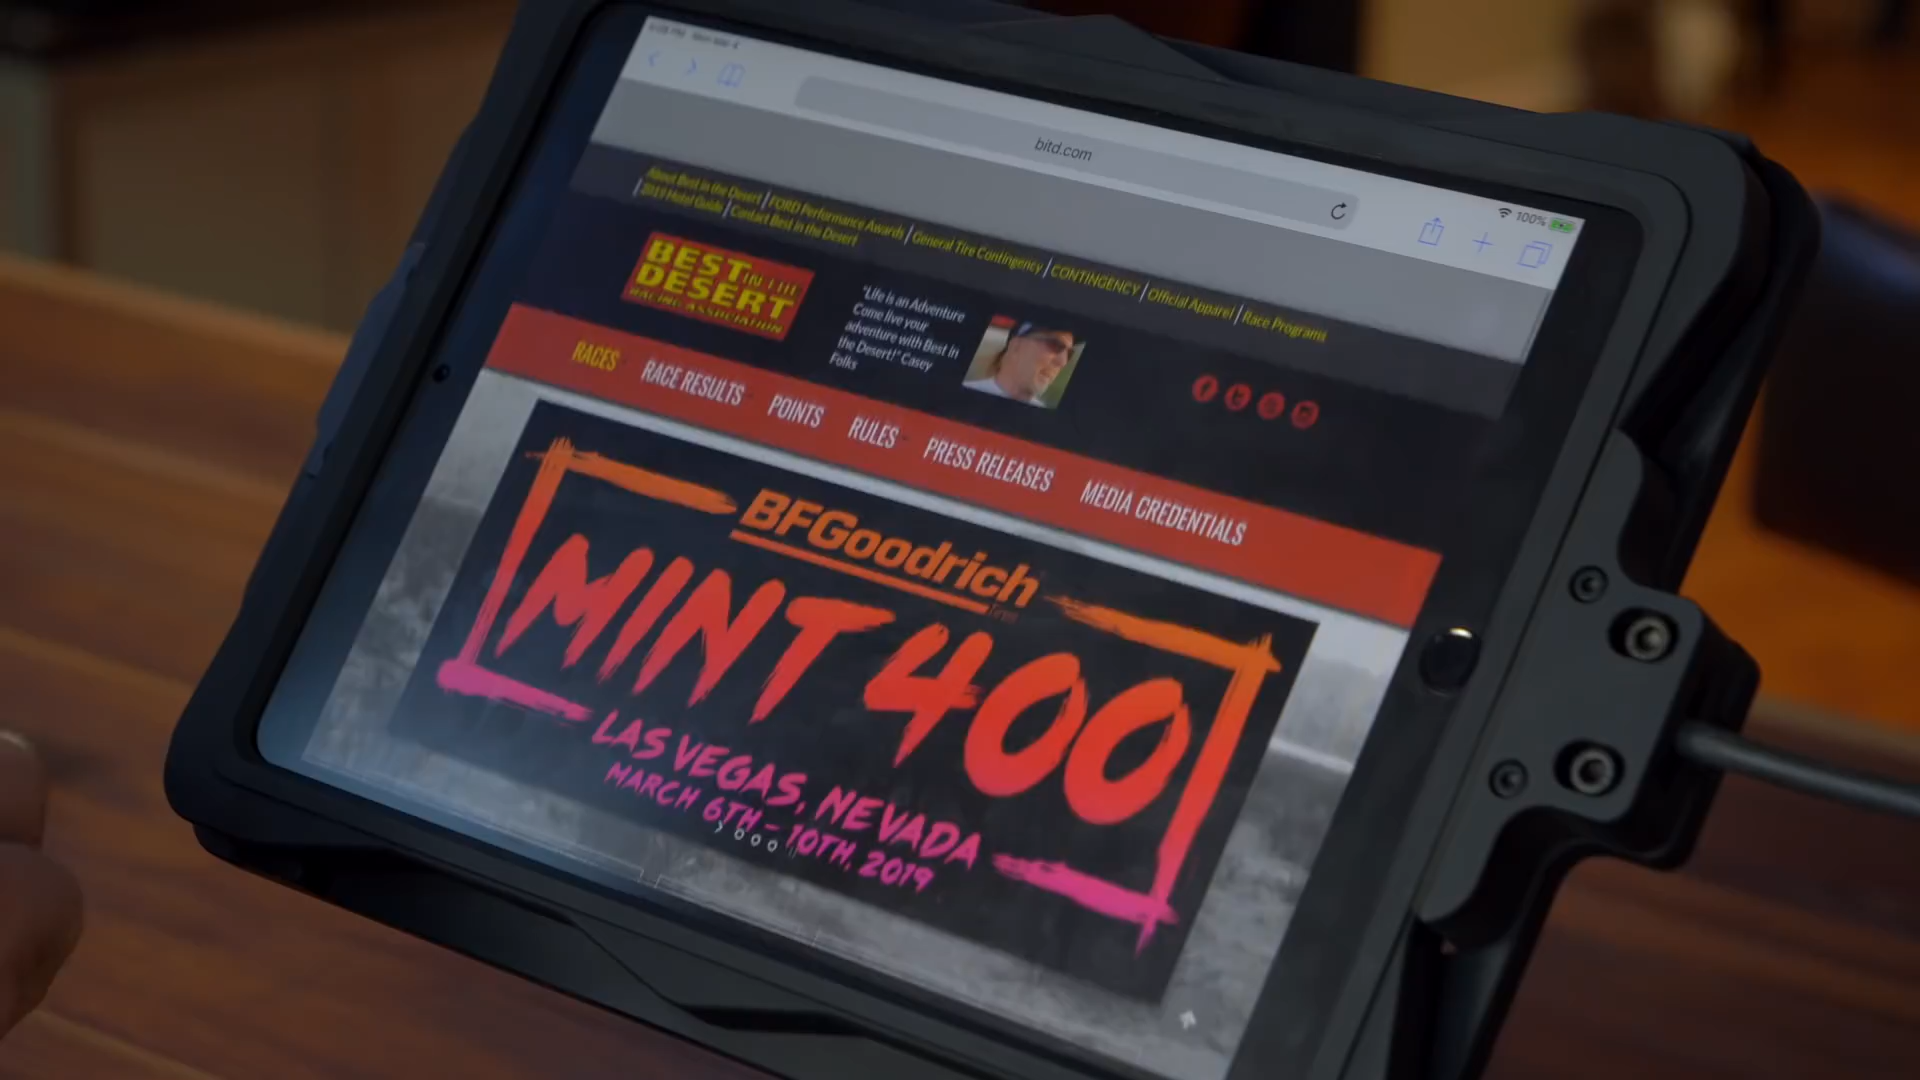 bitd.com
100%
About Best in the Desert | FORD Performance Awards | General Tire Contingency | CONTINGENCY | Official Apparel | Race Programs
| 2019 Hotel Guide | Contact Best in the Desert
BEST IN THE
DESERT
RACING ASSOCIATION
"Life is an Adventure
Come live your
adventure with Best in
the Desert!" Casey
Folks
RACES RACE RESULTS POINTS RULES PRESS RELEASES MEDIA CREDENTIALS
BFGoodrich
Tires
MINT 400
LAS VEGAS, NEVADA
MARCH 6TH - 10TH, 2019